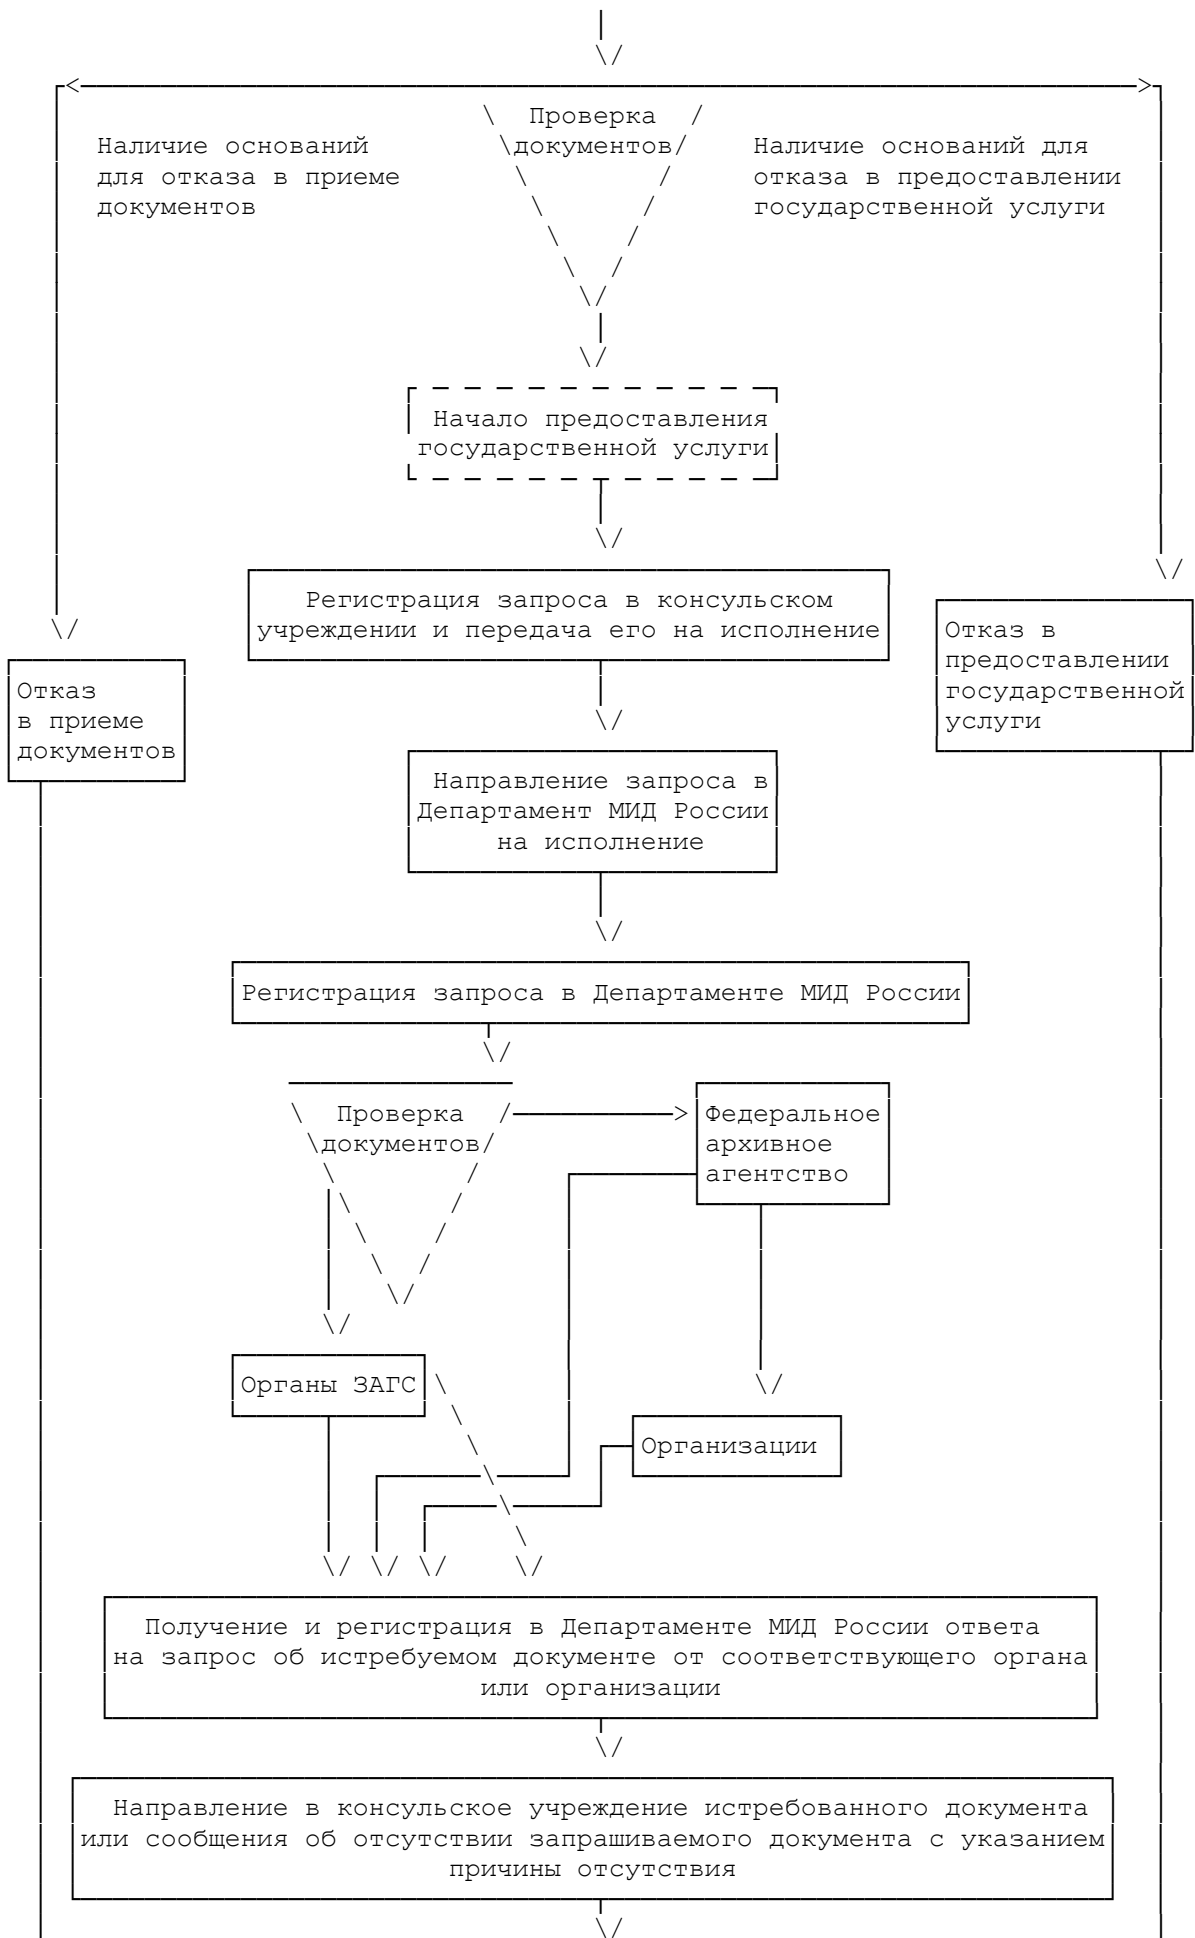 Проверка
документов
Наличие оснований
для отказа в приеме
документов
Наличие оснований для
отказа в предоставлении
государственной услуги
Начало предоставления
государственной услуги
Регистрация запроса в консульском
учреждении и передача его на исполнение
Отказ в
предоставлении
государственной
услуги
Отказ
в приеме
документов
Направление запроса в
Департамент МИД России
на исполнение
Регистрация запроса в Департаменте МИД России
Проверка
документов
Федеральное
архивное
агентство
Органы ЗАГС
Организации
Получение и регистрация в Департаменте МИД России ответа
на запрос об истребуемом документе от соответствующего органа
или организации
Направление в консульское учреждение истребованного документа
или сообщения об отсутствии запрашиваемого документа с указанием
причины отсутствия